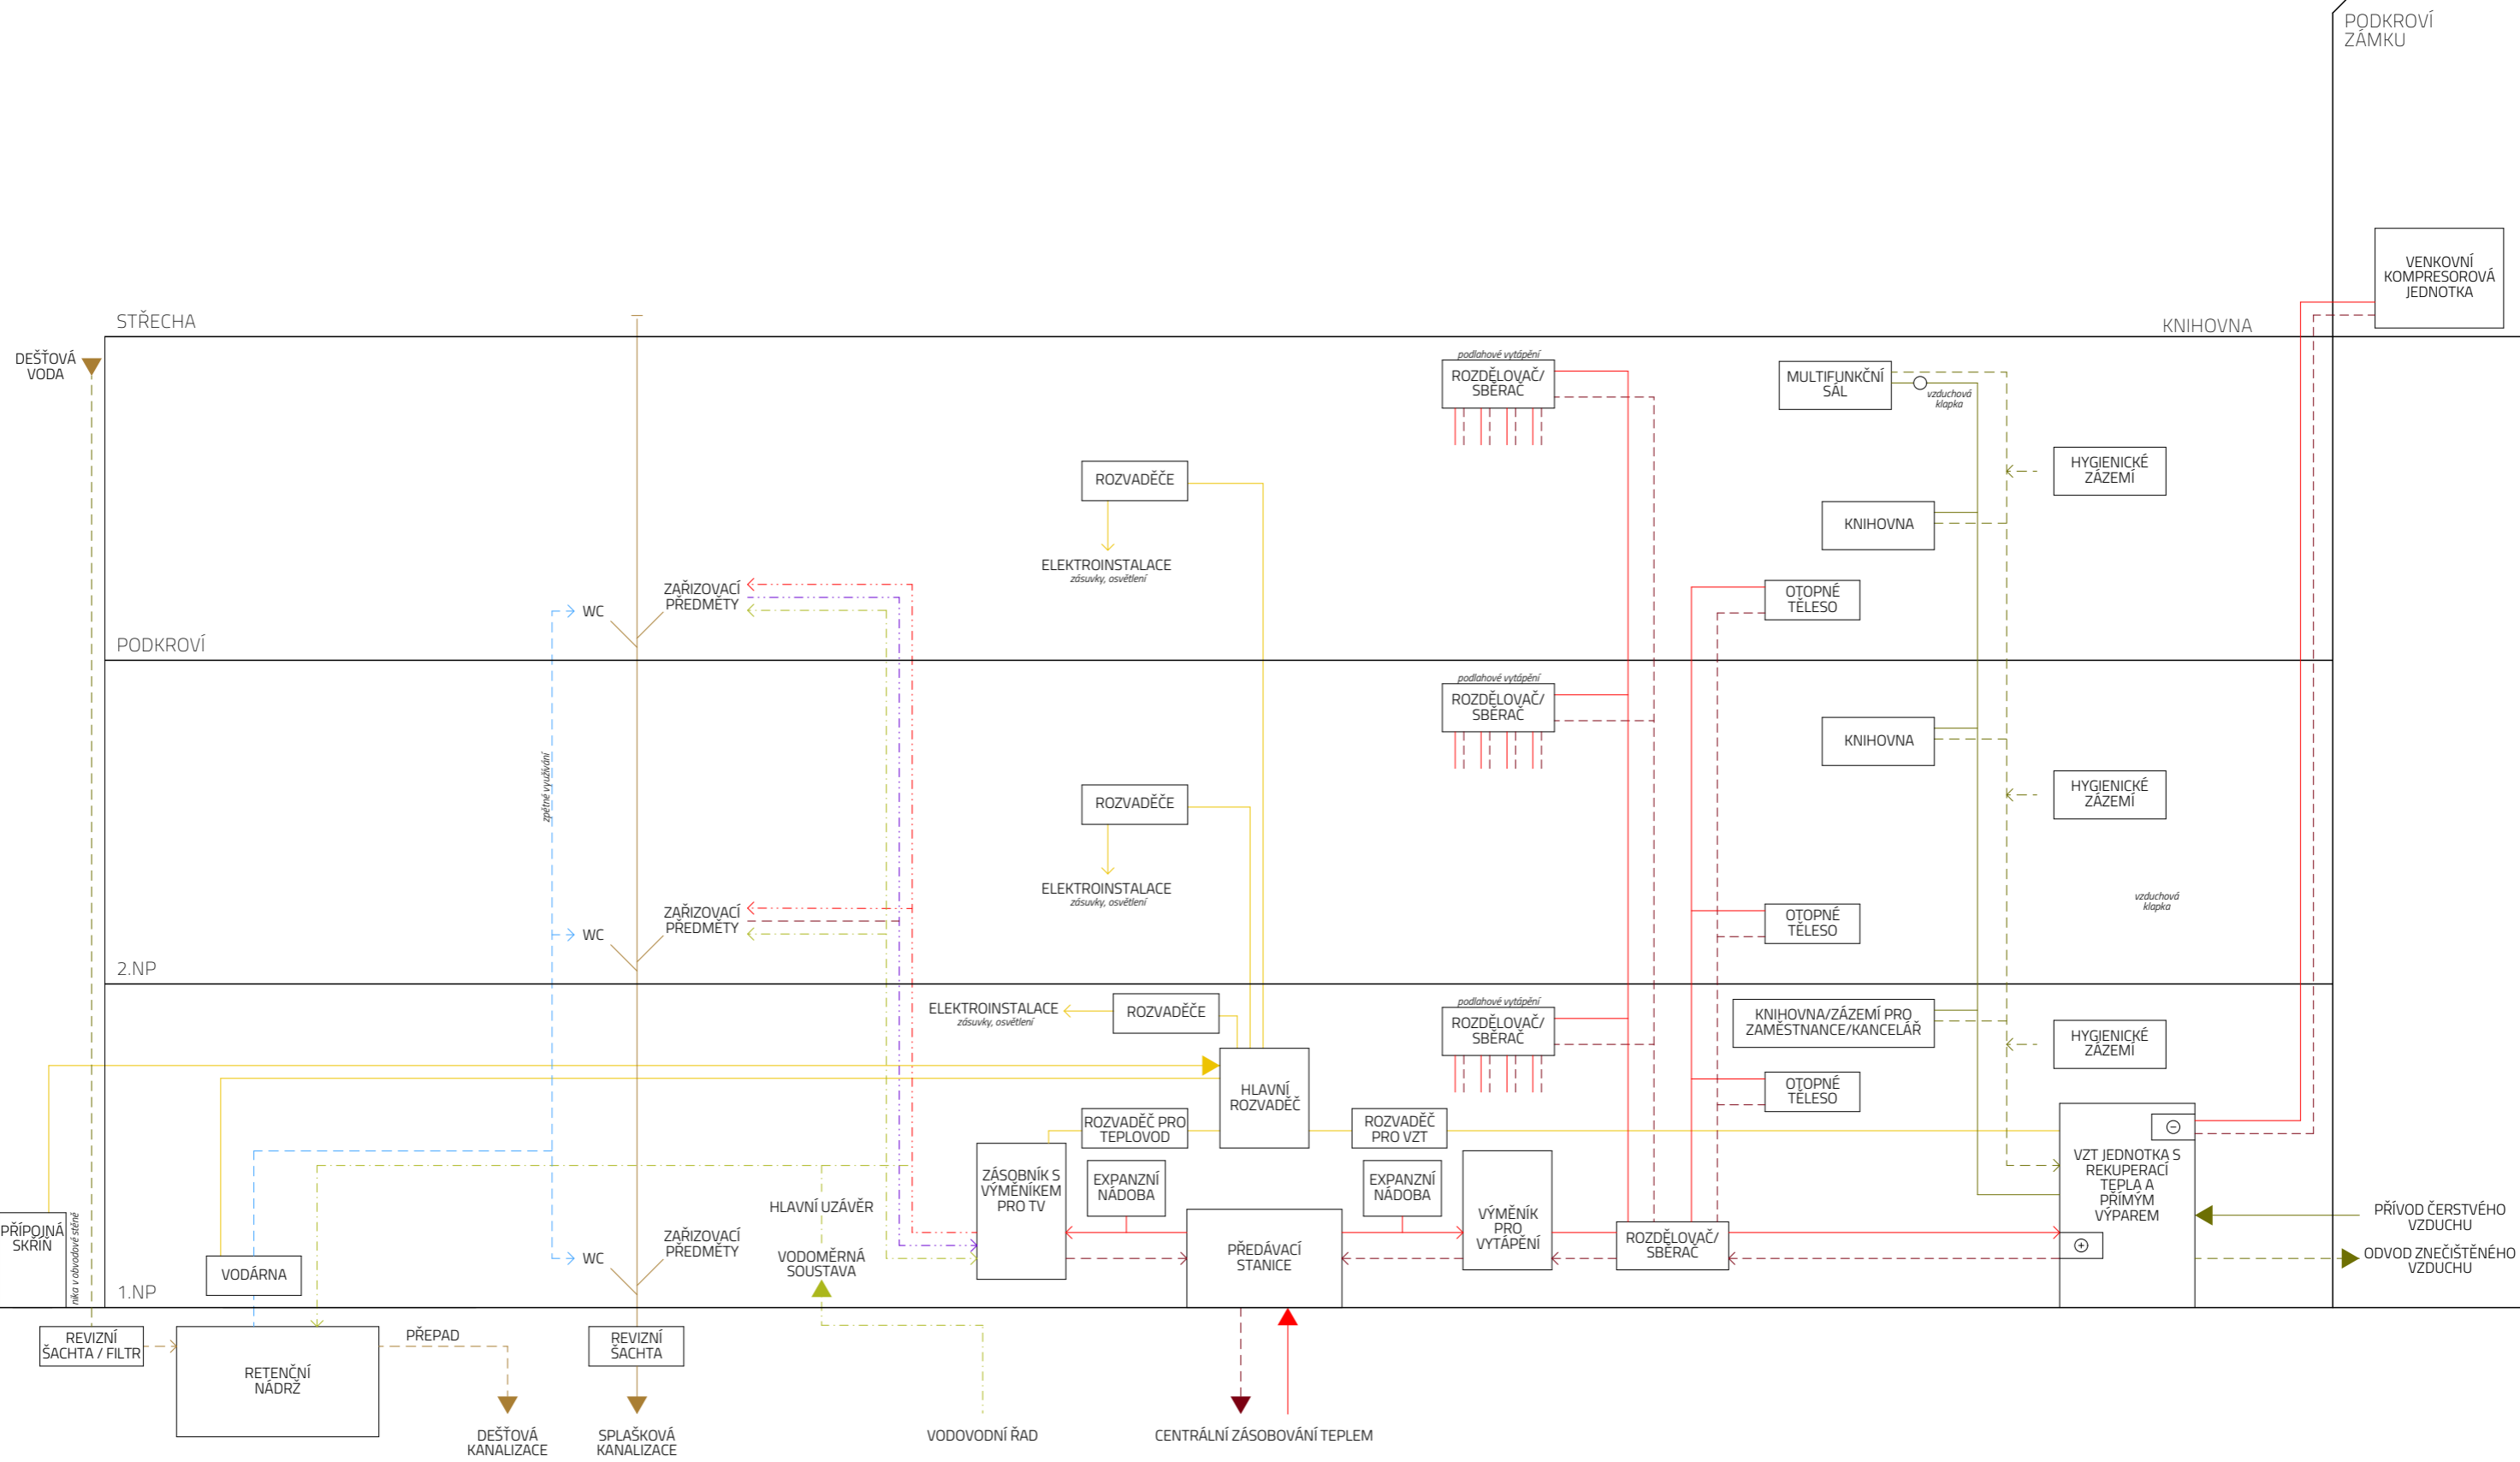 PODKROVÍ
ZÁMKU
VENKOVNÍ
KOMPRESOROVÁ
JEDNOTKA
STŘECHA
KNIHOVNA
DEŠŤOVÁ
VODA
podlahové vytápění
ROZDĚLOVAČ/
SBĚRAČ
MULTIFUNKČNÍ
SÁL
vzduchová
klapka
HYGIENICKÉ
ZÁZEMÍ
ROZVADĚČE
KNIHOVNA
ELEKTROINSTALACE
zásuvky, osvětlení
ZAŘIZOVACÍ
PŘEDMĚTY
WC
OTOPNÉ
TĚLESO
PODKROVÍ
podlahové vytápění
ROZDĚLOVAČ/
SBĚRAČ
KNIHOVNA
HYGIENICKÉ
ZÁZEMÍ
ROZVADĚČE
zpětné využívání
ELEKTROINSTALACE
zásuvky, osvětlení
vzduchová
klapka
ZAŘIZOVACÍ
PŘEDMĚTY
WC
OTOPNÉ
TĚLESO
2.NP
ELEKTROINSTALACE
zásuvky, osvětlení
ROZVADĚČE
podlahové vytápění
ROZDĚLOVAČ/
SBĚRAČ
KNIHOVNA/ZÁZEMÍ PRO
ZAMĚSTNANCE/KANCELÁŘ
HYGIENICKÉ
ZÁZEMÍ
HLAVNÍ
ROZVADĚČ
OTOPNÉ
TĚLESO
ROZVADĚČ PRO
TEPLOVOD
ROZVADĚČ
PRO VZT
ZÁSOBNÍK S
VÝMĚNÍKEM
PRO TV
EXPANZNÍ
NÁDOBA
EXPANZNÍ
NÁDOBA
VZT JEDNOTKA S
REKUPERACÍ
TEPLA A
PŘÍMÝM
VÝPAREM
HLAVNÍ UZÁVĚR
PŘÍPOJNÁ
SKŘÍŇ
nika v obvodové stěně
VÝMĚNÍK
PRO
VYTÁPĚNÍ
PŘÍVOD ČERSTVÉHO
VZDUCHU
ZAŘIZOVACÍ
PŘEDMĚTY
WC
VODOMĚRNÁ
SOUSTAVA
PŘEDÁVACÍ
STANICE
ROZDĚLOVAČ/
SBĚRAČ
ODVOD ZNEČIŠTĚNÉHO
VZDUCHU
VODÁRNA
1.NP
REVIZNÍ
ŠACHTA / FILTR
PŘEPAD
REVIZNÍ
ŠACHTA
RETENČNÍ
NÁDRŽ
DEŠŤOVÁ
KANALIZACE
SPLAŠKOVÁ
KANALIZACE
VODOVODNÍ ŘAD
CENTRÁLNÍ ZÁSOBOVÁNÍ TEPLEM